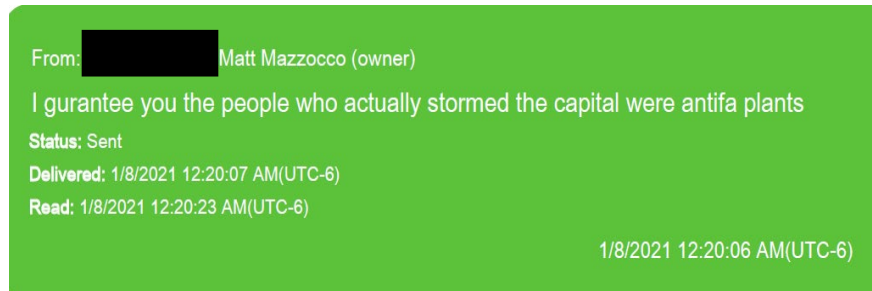 From: Matt Mazzocco (owner)
I gurantee you the people who actually stormed the capital were antifa plants
Status: Sent
Delivered: 1/8/2021 12:20:07 AM(UTC-6)
Read: 1/8/2021 12:20:23 AM(UTC-6)
1/8/2021 12:20:06 AM(UTC-6)